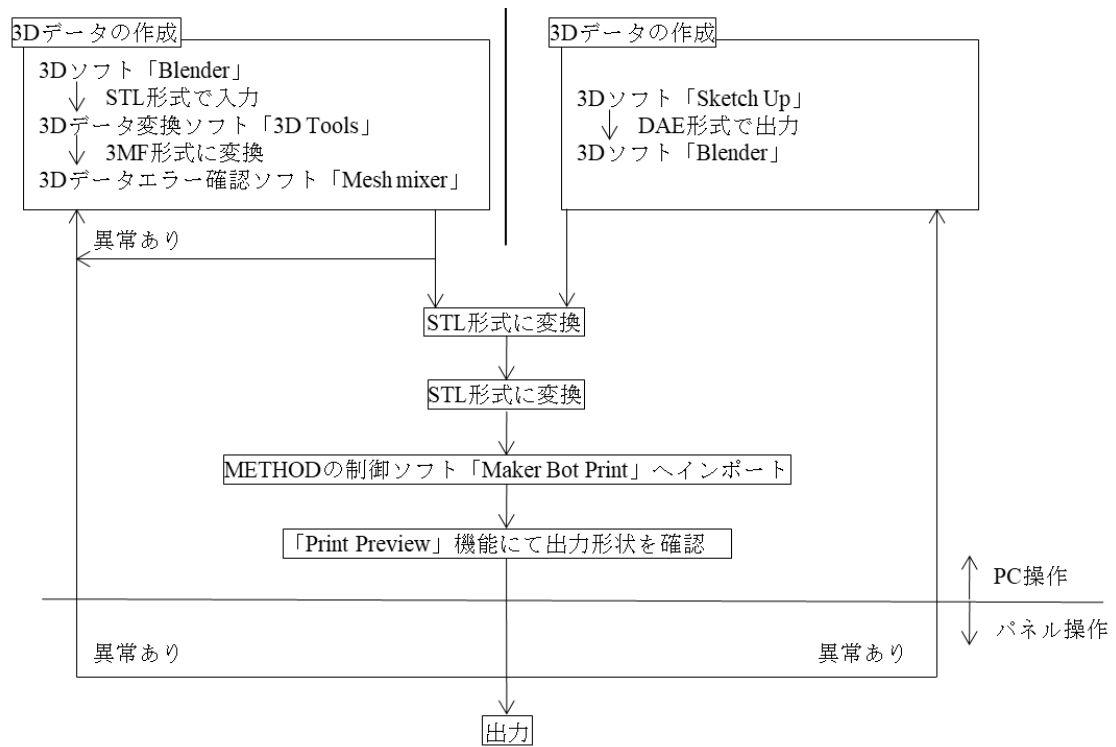 3Dデータの作成
3Dソフト「Blender」
STL形式で入力
3Dデータ変換ソフト「3D Tools」
3MF形式に変換
3Dデータエラー確認ソフト「Mesh mixer」
異常あり
3Dデータの作成
3Dソフト「Sketch Up」
DAE形式で出力
3Dソフト「Blender」
STL形式に変換
STL形式に変換
METHODの制御ソフト「Maker Bot Print」へインポート
「Print Preview」機能にて出力形状を確認
PC操作
パネル操作
異常あり
異常あり
出力